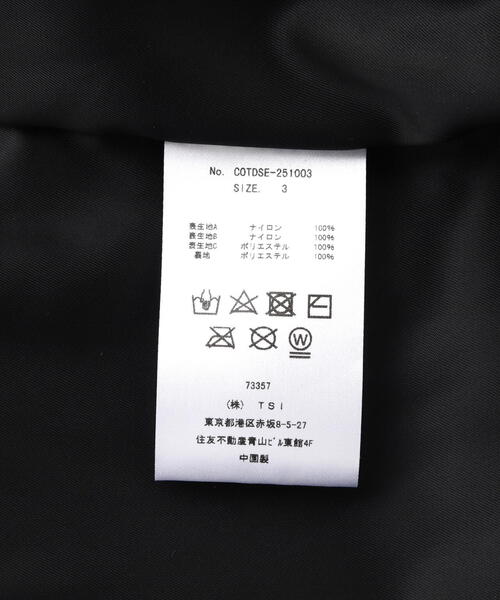 No. COTDSE-251003
SIZE. 3
表生地A ナイロン 100%
表生地B ナイロン 100%
表生地C ポリエステル 100%
裏地 ポリエステル 100%
W
73357
(株) TSI
東京都港区赤坂8-5-27
住友不動産青山ビル東館4F
中国製